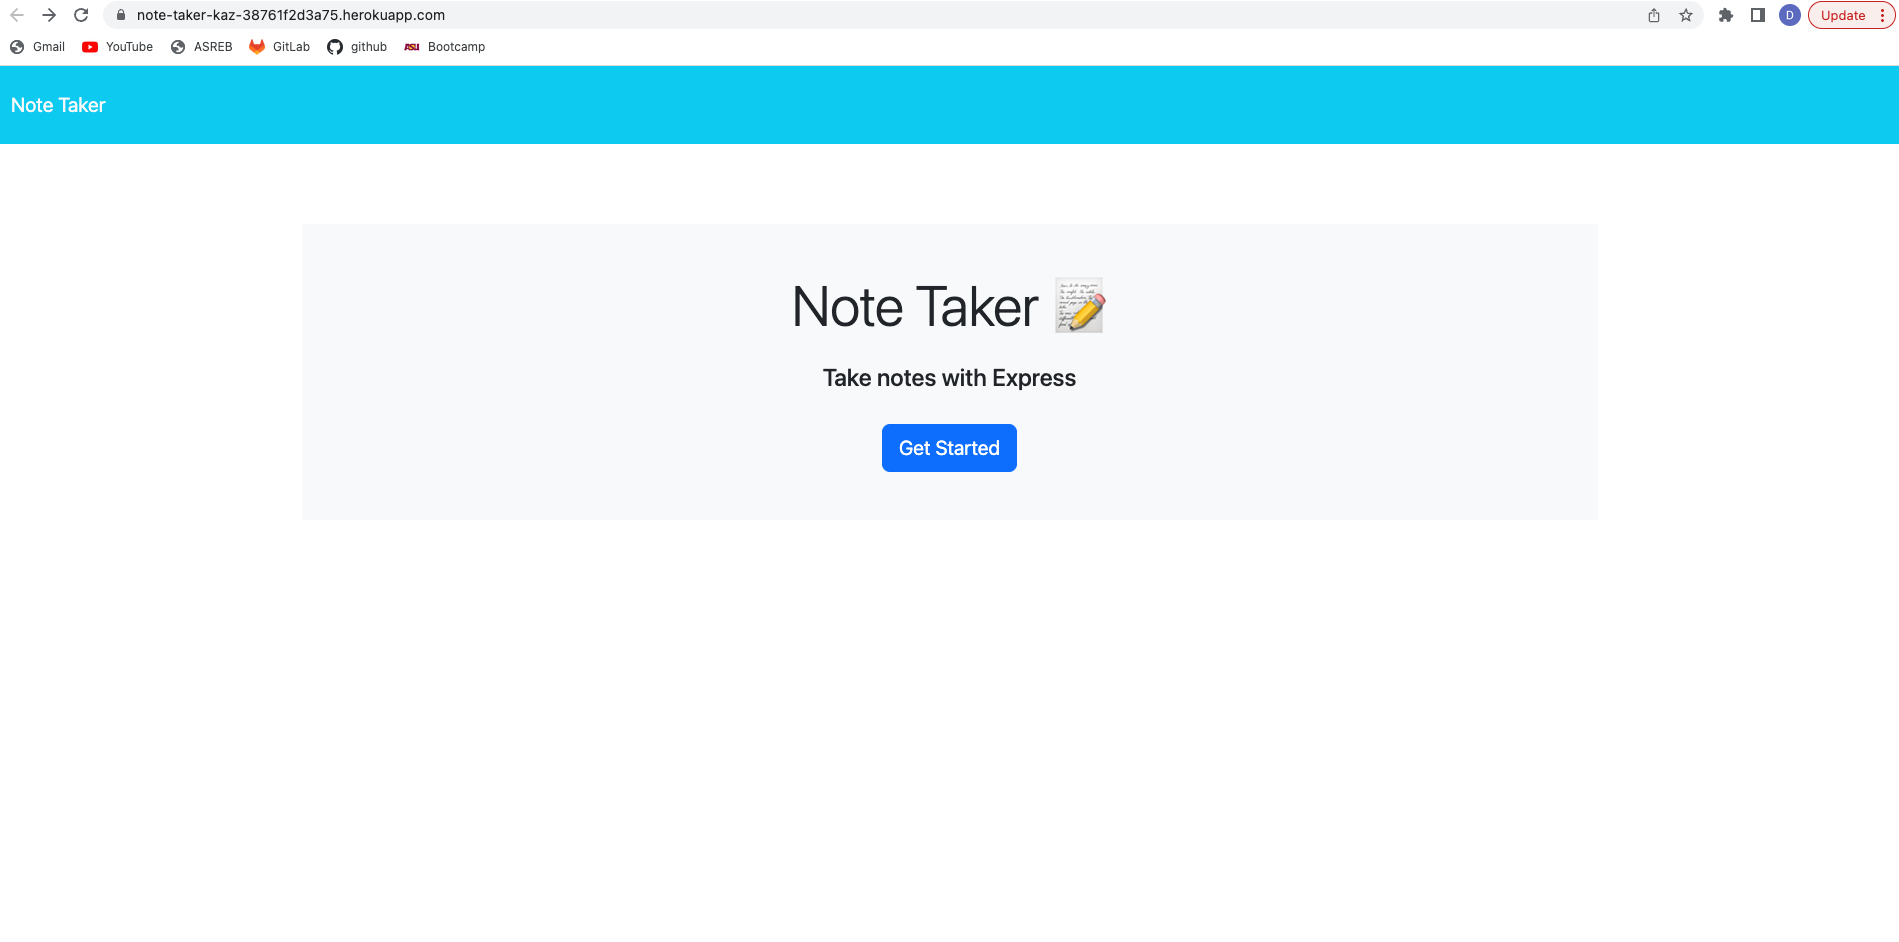 note-taker-kaz-38761f2d3a75.herokuapp.com
D
Update
Gmail YouTube ASREB GitLab github ASU Bootcamp
Note Taker
Note Taker
Take notes with Express
Get Started